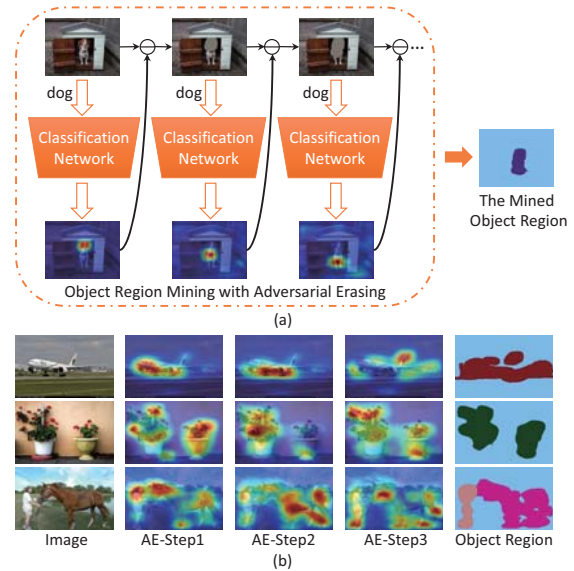 dog
dog
dog
...
Classification
Network
Classification
Network
Classification
Network
The Mined
Object Region
Object Region Mining with Adversarial Erasing
(a)
Image
AE-Step1
AE-Step2
AE-Step3
Object Region
(b)